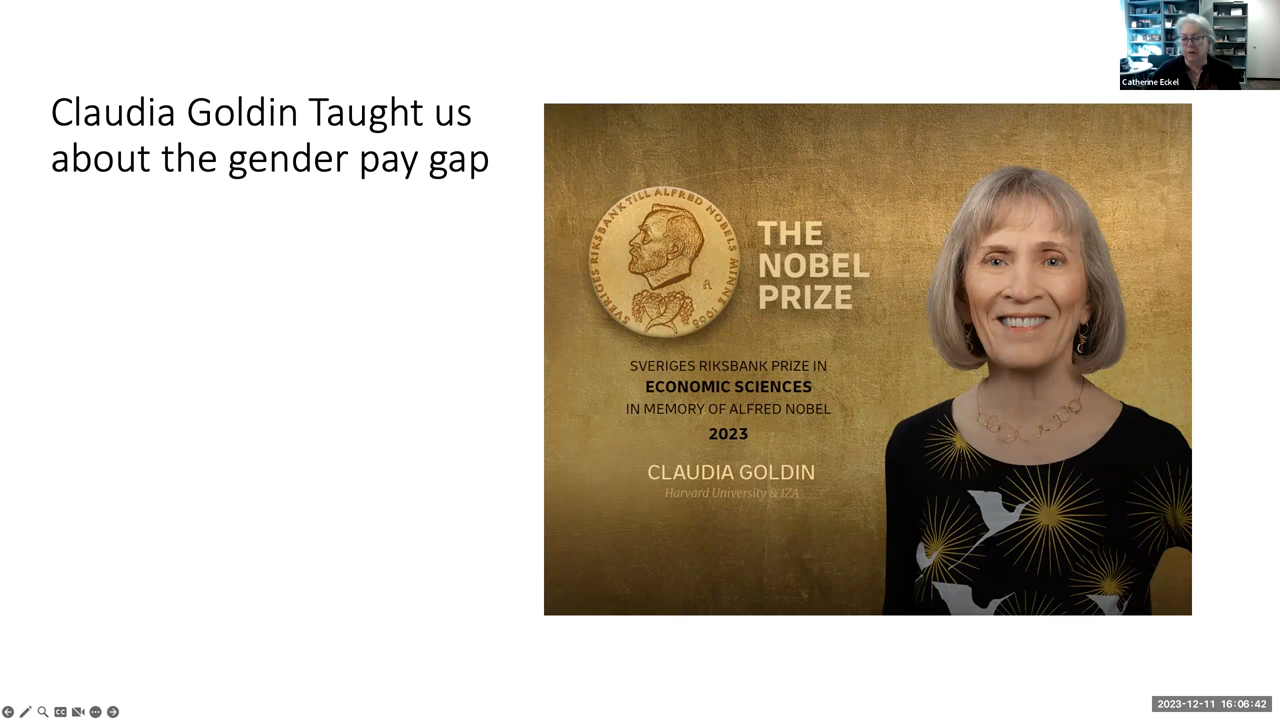 Catherine Eckel
Claudia Goldin Taught us
about the gender pay gap
SVERIGES RIKSBANK TILL ALFRED NOBELS MINNE 1968
THE
NOBEL
PRIZE
SVERIGES RIKSBANK PRIZE IN
ECONOMIC SCIENCES
IN MEMORY OF ALFRED NOBEL
2023
CLAUDIA GOLDIN
Harvard University & IZA
CC
2023-12-11 16:06:42